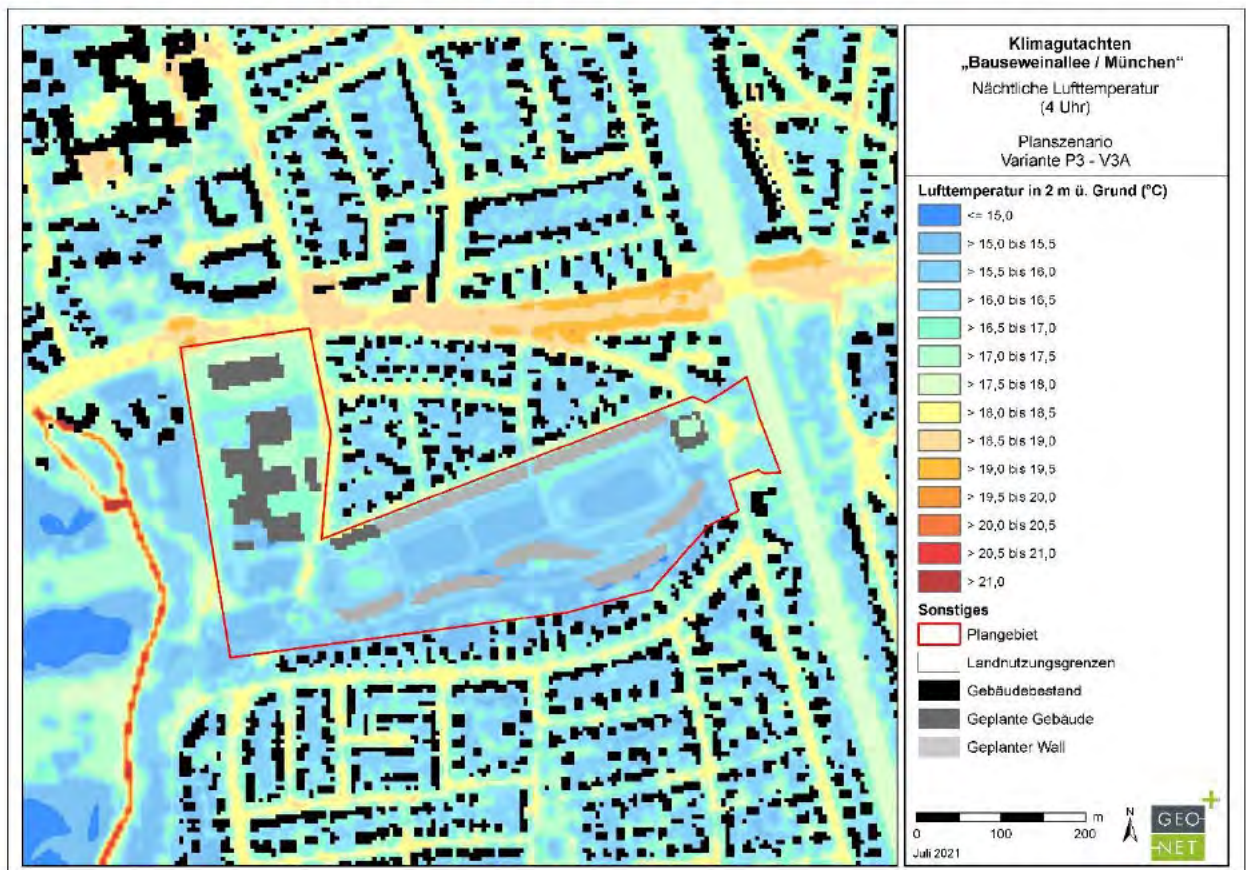 Klimagutachten
„Bauseweinallee / München“
Nächtliche Lufttemperatur
(4 Uhr)
Planszenario
Variante P3 - V3A
Lufttemperatur in 2 m ü. Grund (°C)
<= 15,0
> 15,0 bis 15,5
> 15,5 bis 16,0
> 16,0 bis 16,5
> 16,5 bis 17,0
> 17,0 bis 17,5
> 17,5 bis 18,0
> 18,0 bis 18,5
> 18,5 bis 19,0
> 19,0 bis 19,5
> 19,5 bis 20,0
> 20,0 bis 20,5
> 20,5 bis 21,0
> 21,0
Sonstiges
Plangebiet
Landnutzungsgrenzen
Gebäudebestand
Geplante Gebäude
Geplanter Wall
m
0 100 200
N
Juli 2021
GEO-
-NET